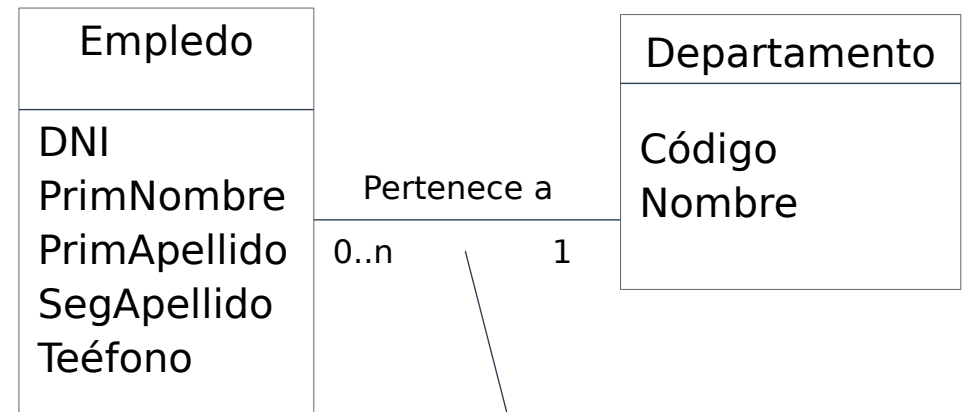 Empledo
DNI
PrimNombre
PrimApellido
SegApellido
Teéfono
Pertenece a
0..n
1
Departamento
Código
Nombre